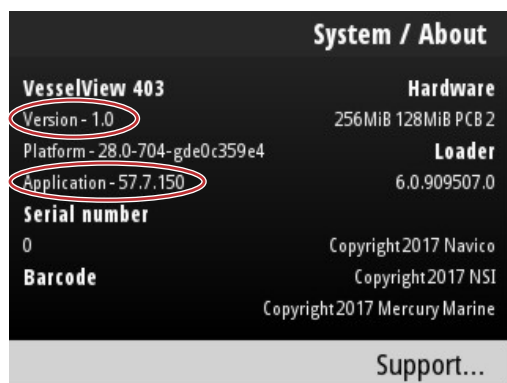 System / About
VesselView 403
Hardware
Version - 1.0
256MiB 128MiB PCB 2
Platform - 28.0-704-gde0c359e4
Loader
Application - 57.7.150
6.0.909507.0
Serial number
0
Copyright 2017 Navico
Barcode
Copyright 2017 NSI
Copyright 2017 Mercury Marine
Support...